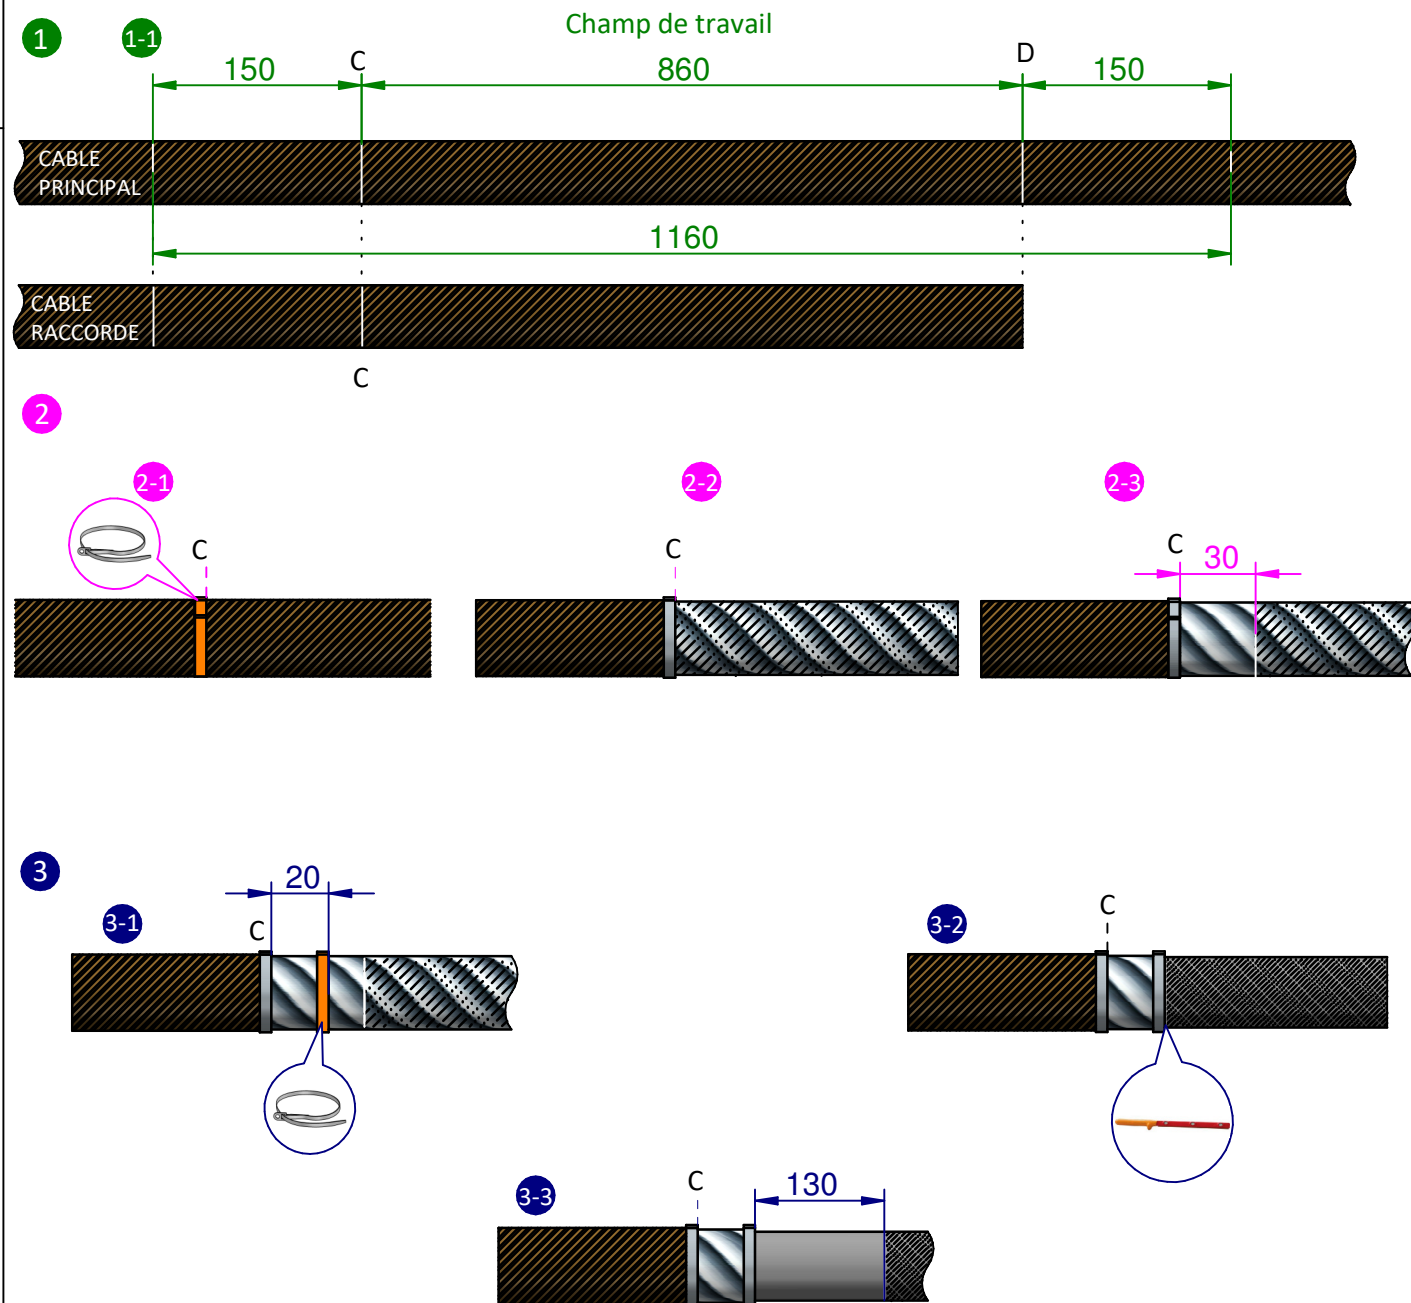 Champ de travail
1
1-1
150
C
860
D
150
CABLE
PRINCIPAL
1160
CABLE
RACCORDE
C
2
2-1
2-2
2-3
C
C
C
30
3
20
3-1
C
3-2
C
3-3
C
130